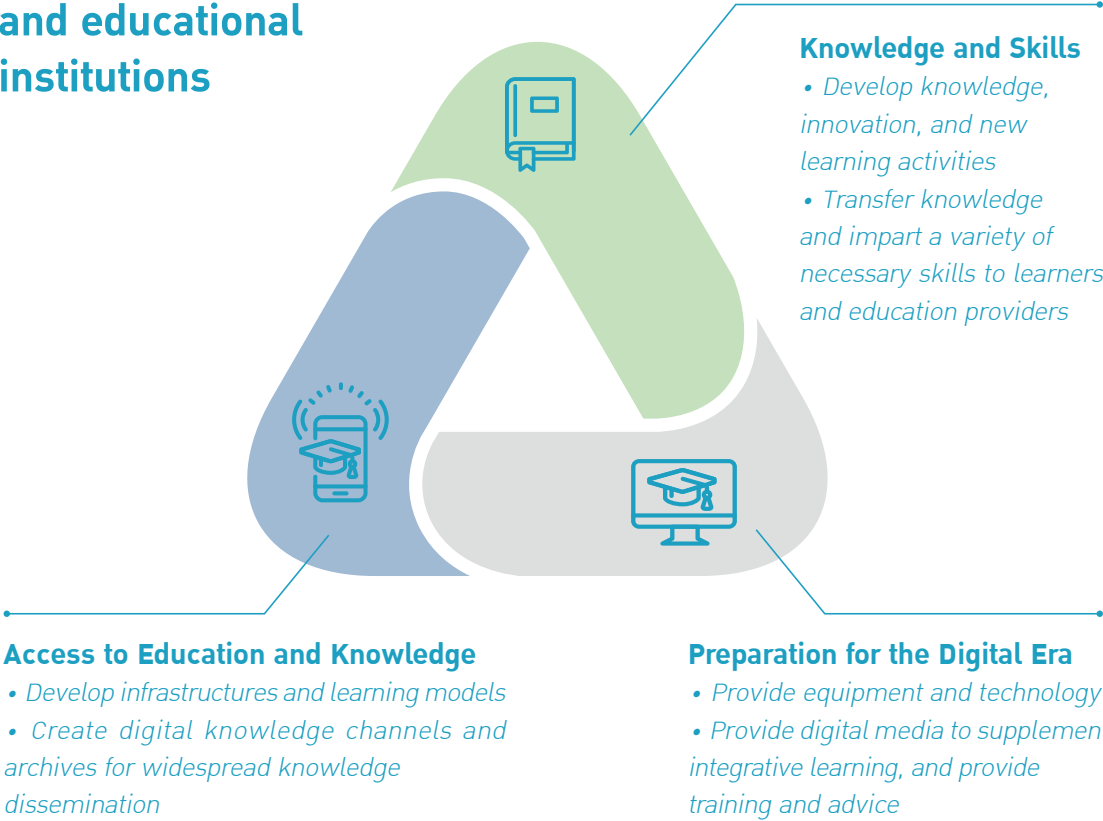 and educational
institutions
Knowledge and Skills
• Develop knowledge,
innovation, and new
learning activities
• Transfer knowledge
and impart a variety of
necessary skills to learners
and education providers
Access to Education and Knowledge
• Develop infrastructures and learning models
• Create digital knowledge channels and
archives for widespread knowledge
dissemination
Preparation for the Digital Era
• Provide equipment and technology
• Provide digital media to supplemen
integrative learning, and provide
training and advice